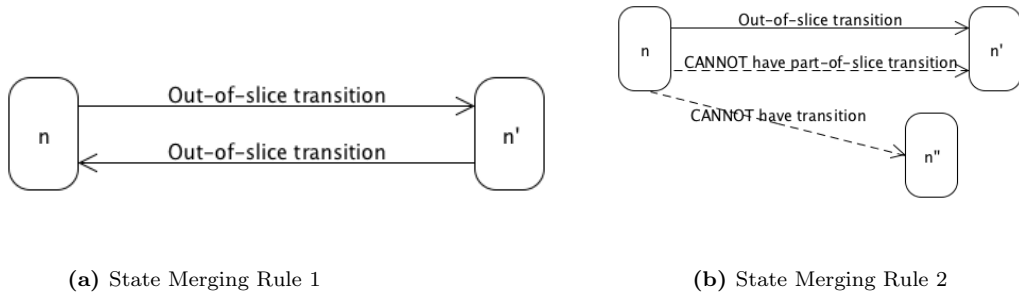 Out-of-slice transition
n
n'
Out-of-slice transition
(a) State Merging Rule 1
Out-of-slice transition
n
n'
CANNOT have part-of-slice transition
CANNOT have transition
n"
(b) State Merging Rule 2